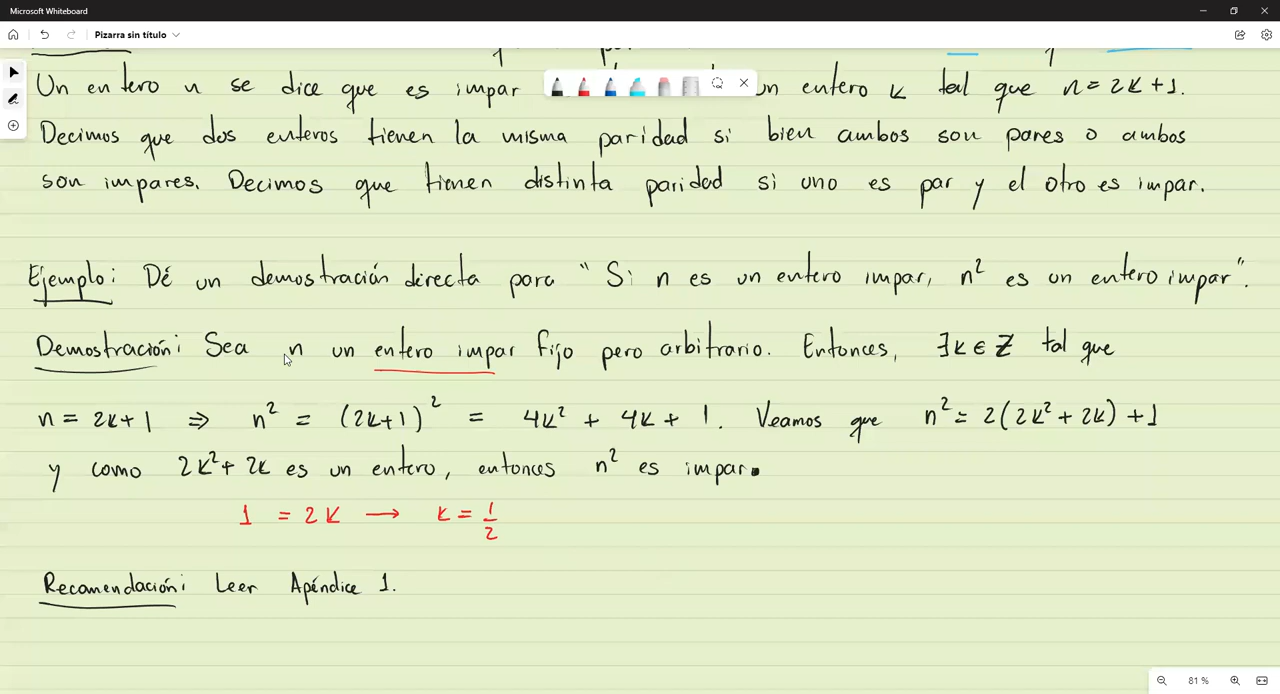 Microsoft Whiteboard
Pizarra sin título
Un entero n se dice que es impar un entero k tal que n = 2k+1.
Decimos que dos enteros tienen la misma paridad si bien ambos son pares o ambos
son impares. Decimos que tienen distinta paridad si uno es par y el otro es impar.
Ejemplo: Dé un demostración directa para "Si n es un entero impar, n² es un entero impar".
Demostración: Sea n un entero impar fijo pero arbitrario. Entonces, ∃k∈ℤ tal que
n = 2k+1 ⇒ n² = (2k+1)² = 4k² + 4k + 1. Veamos que n² = 2(2k² + 2k) + 1
y como 2k² + 2k es un entero, entonces n² es impar.
1 = 2k → k = 1/2
Recomendación: Leer Apéndice 1.
81 %